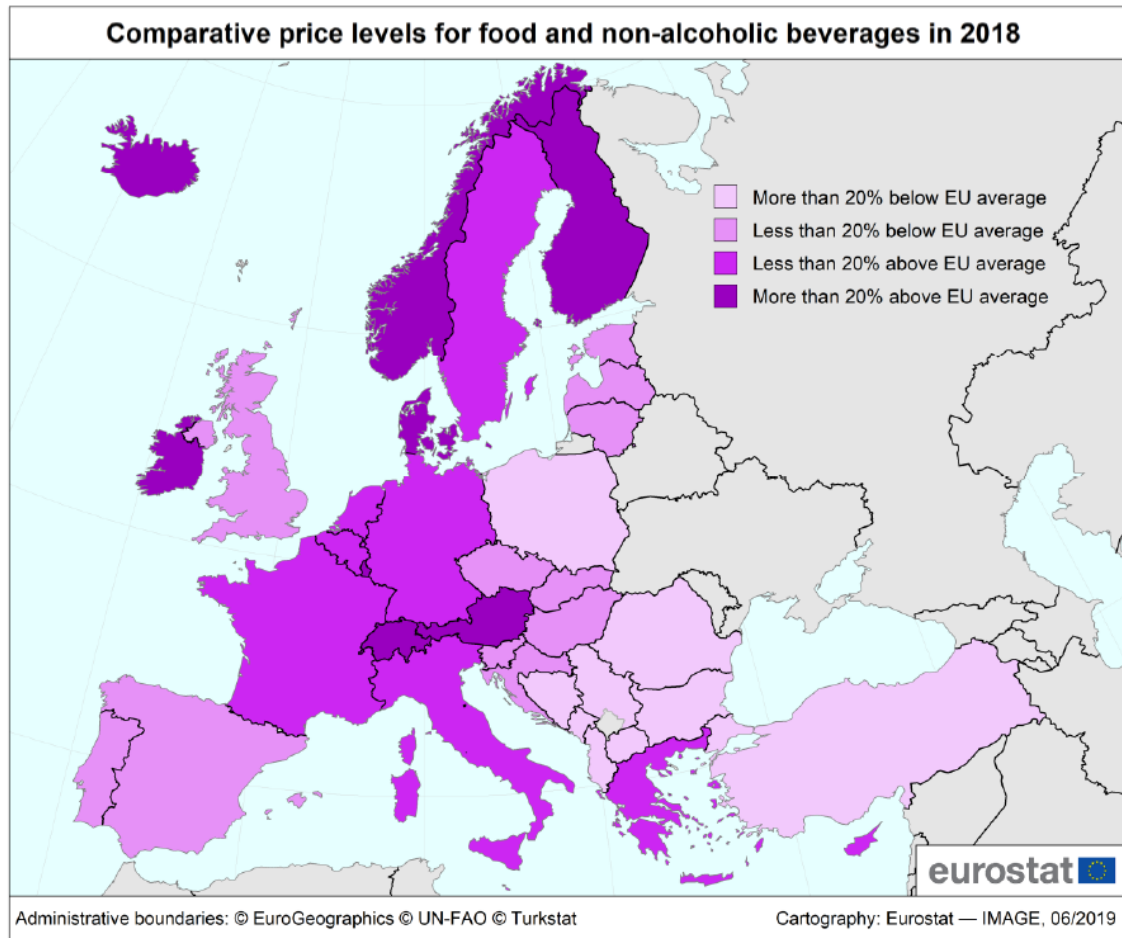 Comparative price levels for food and non-alcoholic beverages in 2018
More than 20% below EU average
Less than 20% below EU average
Less than 20% above EU average
More than 20% above EU average
eurostat
Administrative boundaries: © EuroGeographics © UN-FAO © Turkstat
Cartography: Eurostat — IMAGE, 06/2019